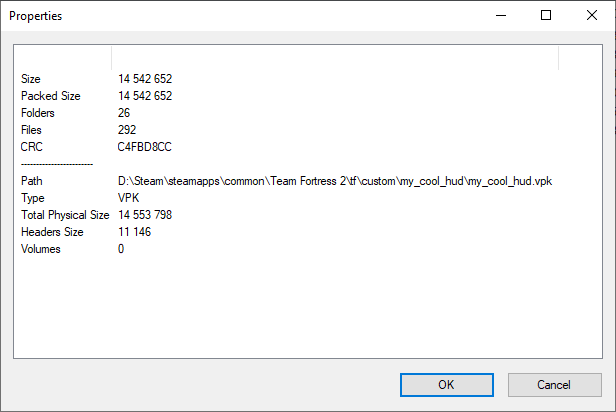 Properties
Size 14 542 652
Packed Size 14 542 652
Folders 26
Files 292
CRC C4FBD8CC
------------------------
Path D:\Steam\steamapps\common\Team Fortress 2\tf\custom\my_cool_hud\my_cool_hud.vpk
Type VPK
Total Physical Size 14 553 798
Headers Size 11 146
Volumes 0
OK Cancel